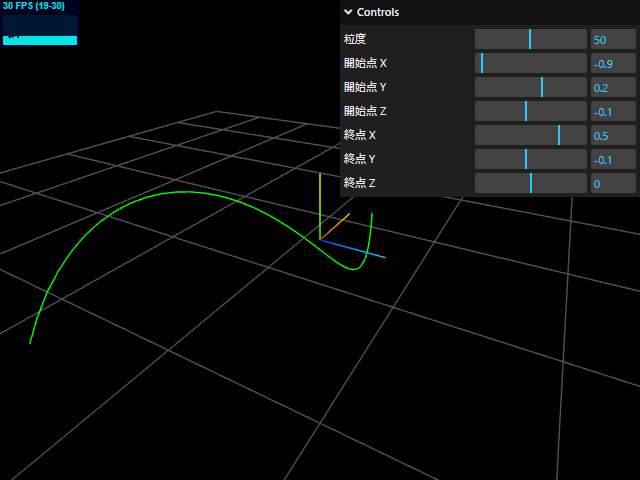 30 FPS (19-30)
Controls
粒度 50
開始点 X -0.9
開始点 Y 0.2
開始点 Z -0.1
終点 X 0.5
終点 Y -0.1
終点 Z 0